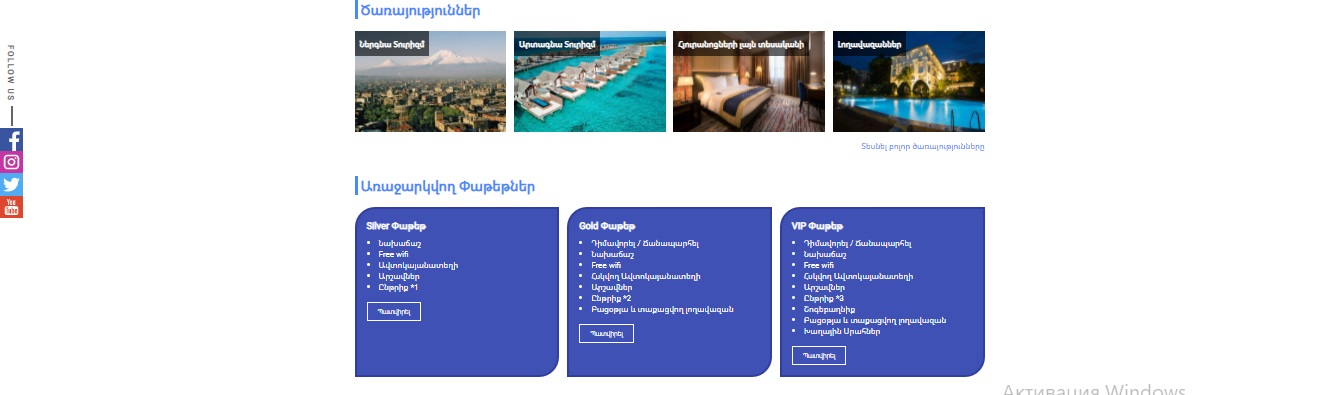 Ծառայություններ
FOLLOW US
Ներգնա Տուրիզմ
Արտագնա Տուրիզմ
Հյուրանոցների լայն տեսականի
Լողավազաններ
Տեսնել բոլոր ծառայությունները
Առաջարկվող Փաթեթներ
Silver Փաթեթ
Նախաճաշ
Free wifi
Ավտոկայանատեղի
Արշավներ
Ընթրիք *1
Պատվիրել
Gold Փաթեթ
Դիմավորել / Ճանապարհել
Նախաճաշ
Free wifi
Հսկվող Ավտոկայանատեղի
Արշավներ
Ընթրիք *2
Բացօթյա և տաքացվող լողավազան
Պատվիրել
VIP Փաթեթ
Դիմավորել / Ճանապարհել
Նախաճաշ
Free wifi
Հսկվող Ավտոկայանատեղի
Արշավներ
Ընթրիք *3
Շոգեբաղնիք
Բացօթյա և տաքացվող լողավազան
Խաղային Սրահներ
Պատվիրել
You
Tube
Активация Windows